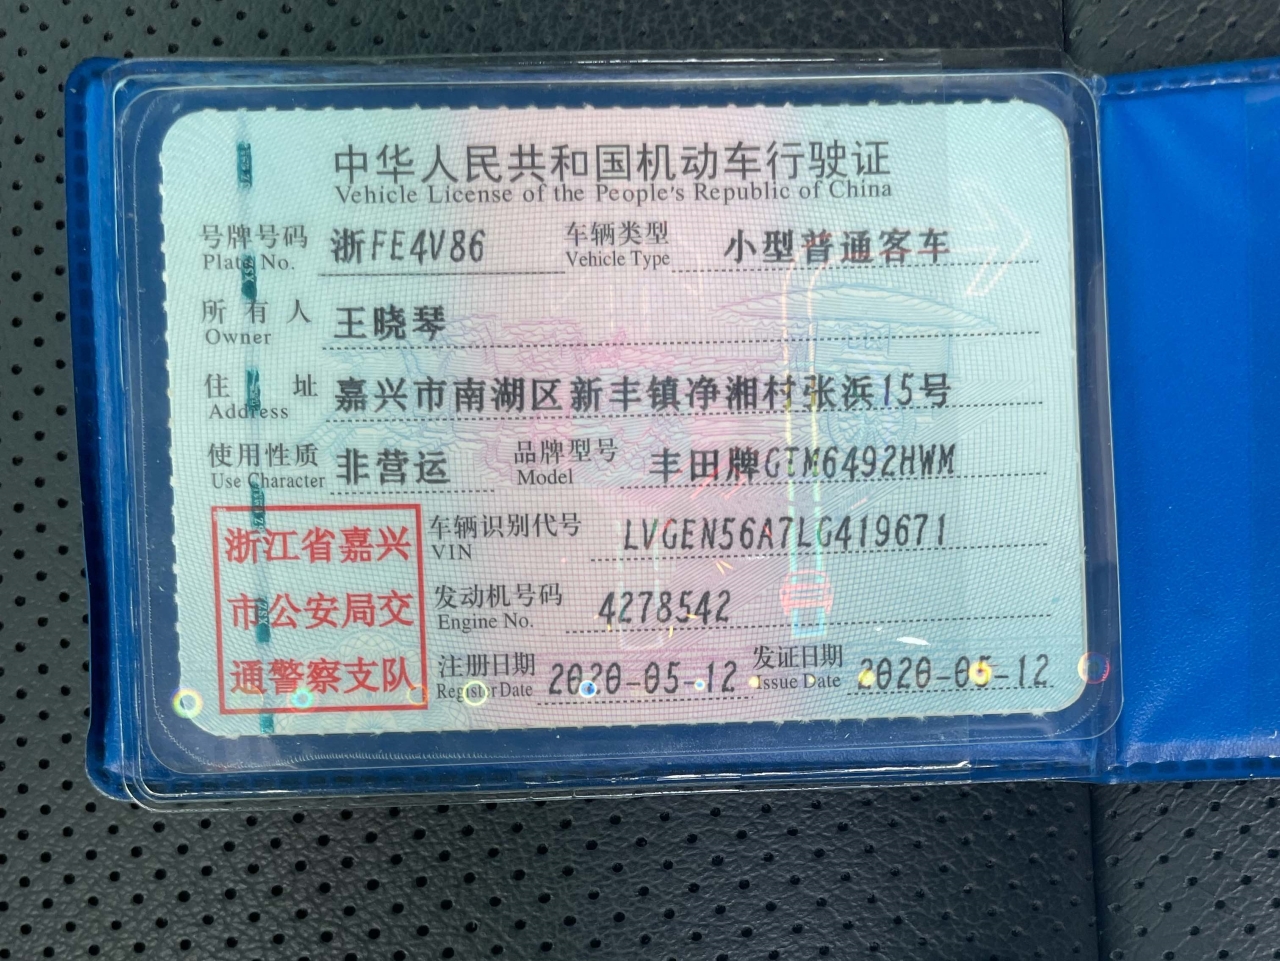 中华人民共和国机动车行驶证
Vehicle License of the People's Republic of China
号牌号码 浙FE4V86 车辆类型 小型普通客车
Plate No. Vehicle Type
所有人 王晓琴
Owner
住址 嘉兴市南湖区新丰镇净湘村张浜15号
Address
使用性质 非营运 品牌型号 丰田牌GTM6492HWM
Use Character Model
浙江省嘉兴
市公安局交
通警察支队
车辆识别代号 LVGEN56A7LG419671
VIN
发动机号码 4278542
Engine No.
注册日期 2020-05-12 发证日期 2020-05-12
Register Date Issue Date